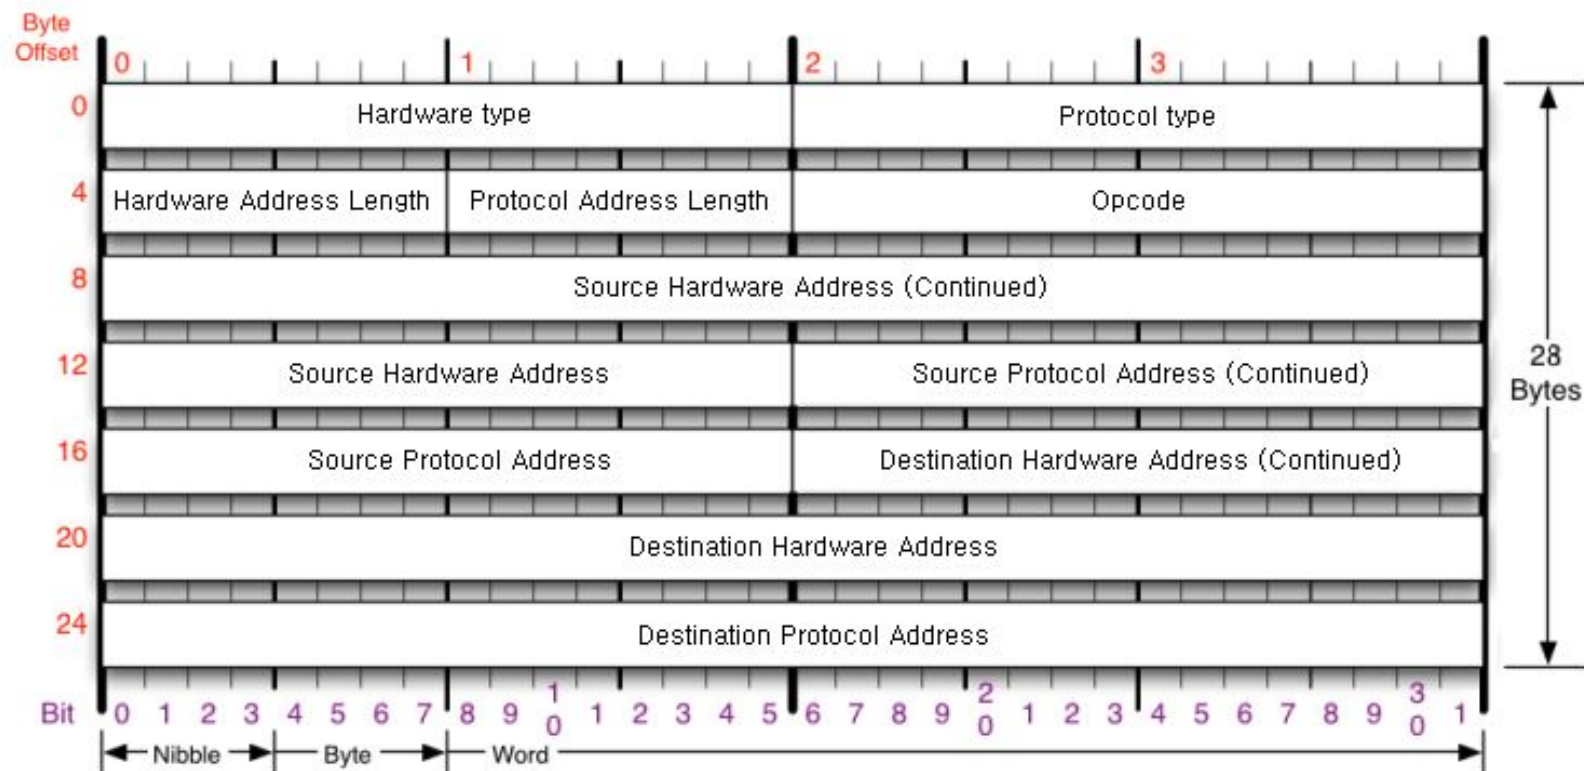 Byte
Offset
0 1 2 3
0 Hardware type Protocol type
4 Hardware Address Length Protocol Address Length Opcode
8 Source Hardware Address (Continued)
12 Source Hardware Address Source Protocol Address (Continued)
16 Source Protocol Address Destination Hardware Address (Continued)
20 Destination Hardware Address
24 Destination Protocol Address
28
Bytes
Bit 0 1 2 3 4 5 6 7 8 9 10 1 2 3 4 5 6 7 8 9 20 1 2 3 4 5 6 7 8 9 30 1
Nibble Byte Word